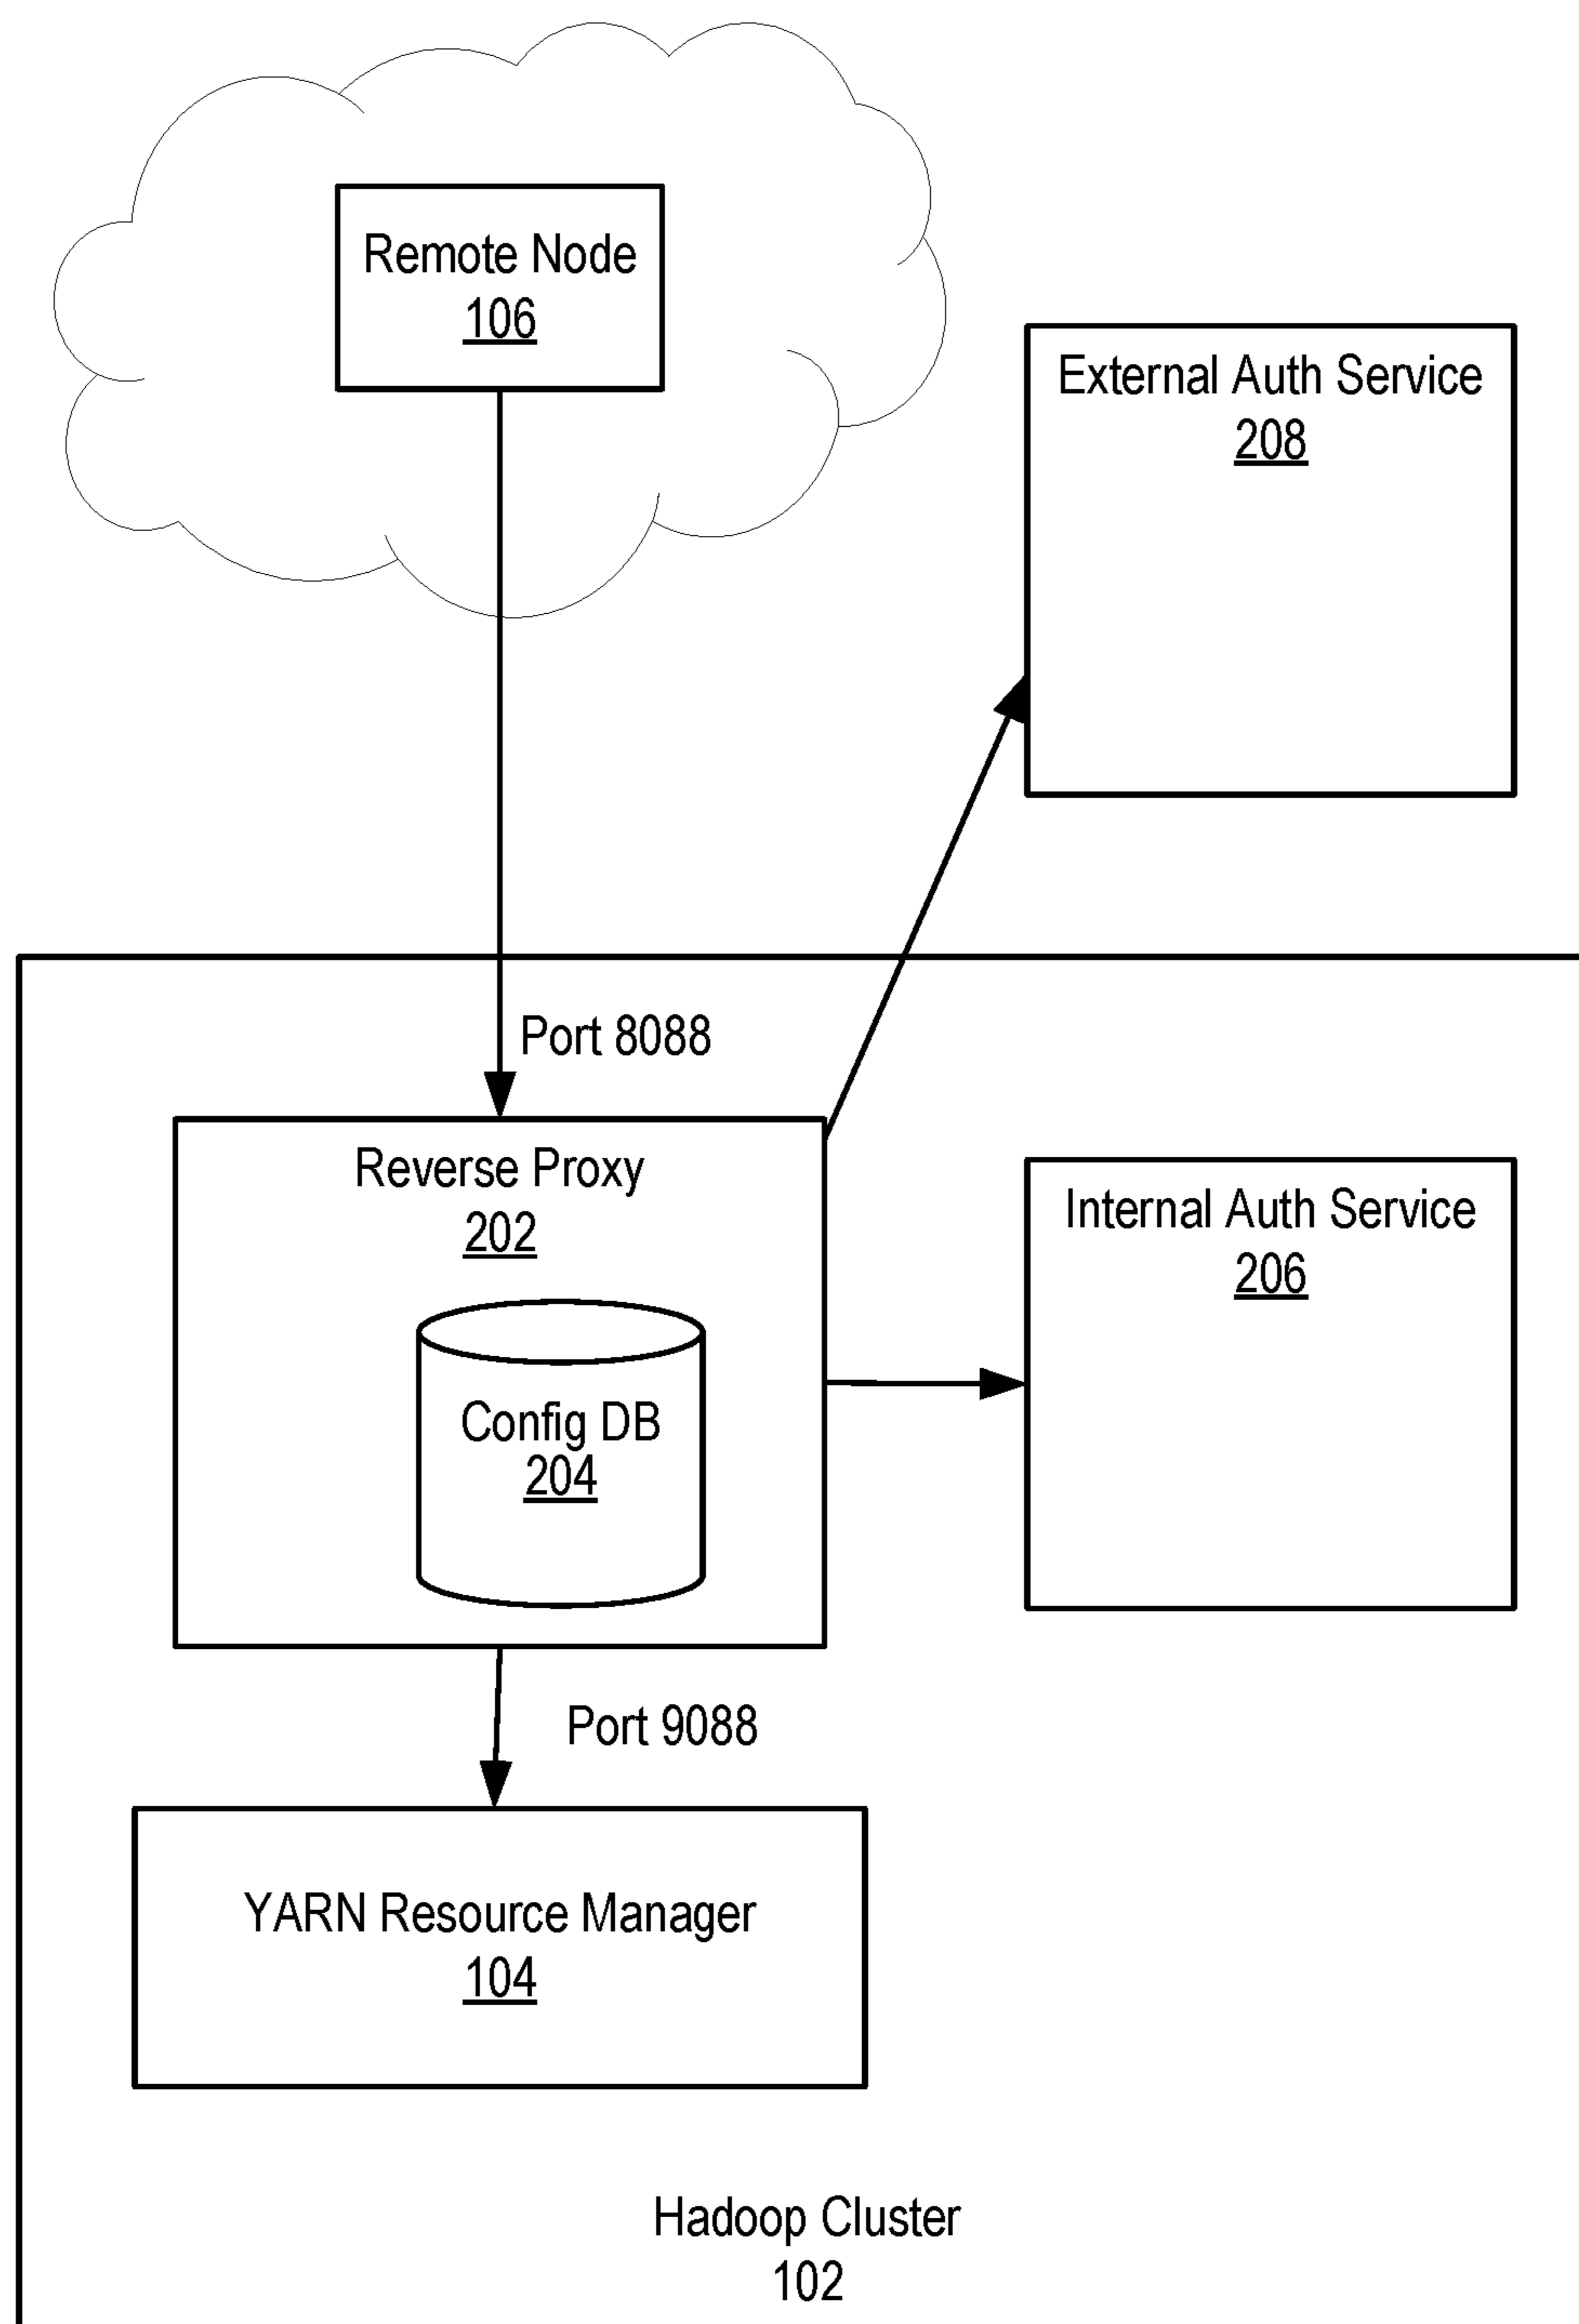 Remote Node
106
External Auth Service
208
Port 8088
Reverse Proxy
202
Internal Auth Service
206
Config DB
204
Port 9088
YARN Resource Manager
104
Hadoop Cluster
102